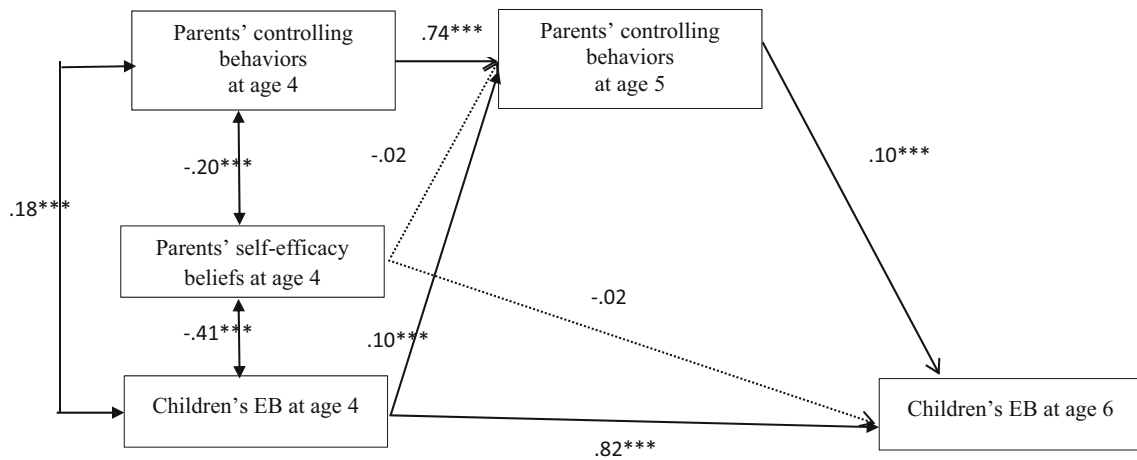 Parents’ controlling
behaviors
at age 4
.74***
Parents’ controlling
behaviors
at age 5
-.20***
-.02
.10***
.18***
Parents’ self-efficacy
beliefs at age 4
-.02
-.41***
.10***
Children’s EB at age 4
Children’s EB at age 6
.82***